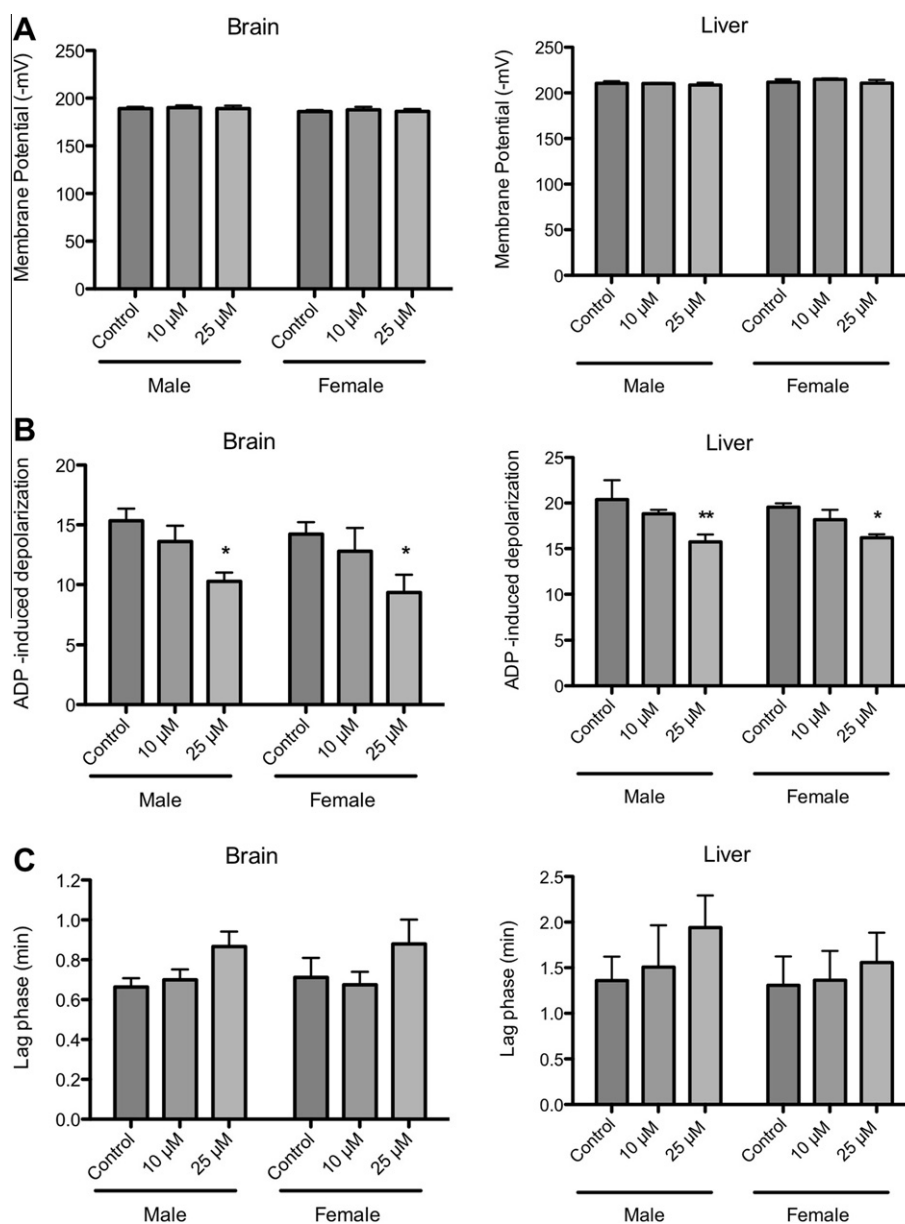 A
Brain
Membrane Potential (-mV)
250
200
150
100
50
0
Control
10 µM
25 µM
Control
10 µM
25 µM
Male
Female
Liver
Membrane Potential (-mV)
250
200
150
100
50
0
Control
10 µM
25 µM
Control
10 µM
25 µM
Male
Female
B
Brain
ADP -induced depolarization
20
15
10
5
0
*
*
Control
10 µM
25 µM
Control
10 µM
25 µM
Male
Female
Liver
ADP -induced depolarization
25
20
15
10
5
0
**
*
Control
10 µM
25 µM
Control
10 µM
25 µM
Male
Female
C
Brain
Lag phase (min)
1.2
1.0
0.8
0.6
0.4
0.2
0.0
Control
10 µM
25 µM
Control
10 µM
25 µM
Male
Female
Liver
Lag phase (min)
2.5
2.0
1.5
1.0
0.5
0.0
Control
10 µM
25 µM
Control
10 µM
25 µM
Male
Female